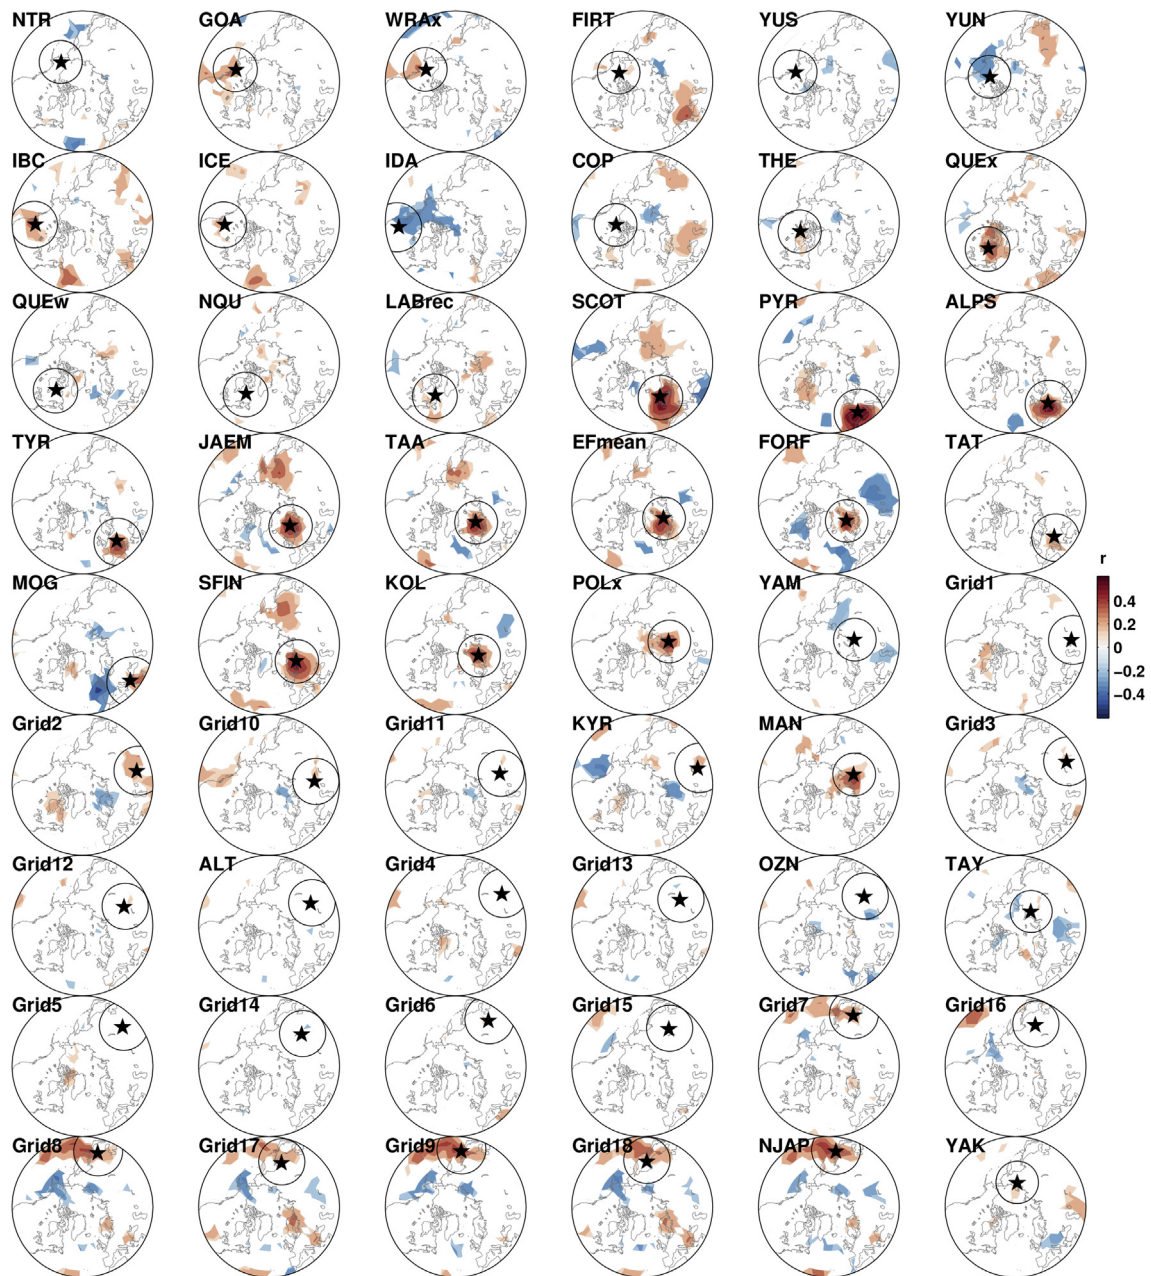 NTR GOA WRAx FIRT YUS YUN
IBC ICE IDA COP THE QUEx
QUEw NQU LABrec SCOT PYR ALPS
TYR JAEM TAA EFmean FORF TAT
MOG SFIN KOL POLx YAM Grid1
Grid2 Grid10 Grid11 KYR MAN Grid3
Grid12 ALT Grid4 Grid13 OZN TAY
Grid5 Grid14 Grid6 Grid15 Grid7 Grid16
Grid8 Grid17 Grid9 Grid18 NJAP YAK
r
0.4
0.2
0
−0.2
−0.4